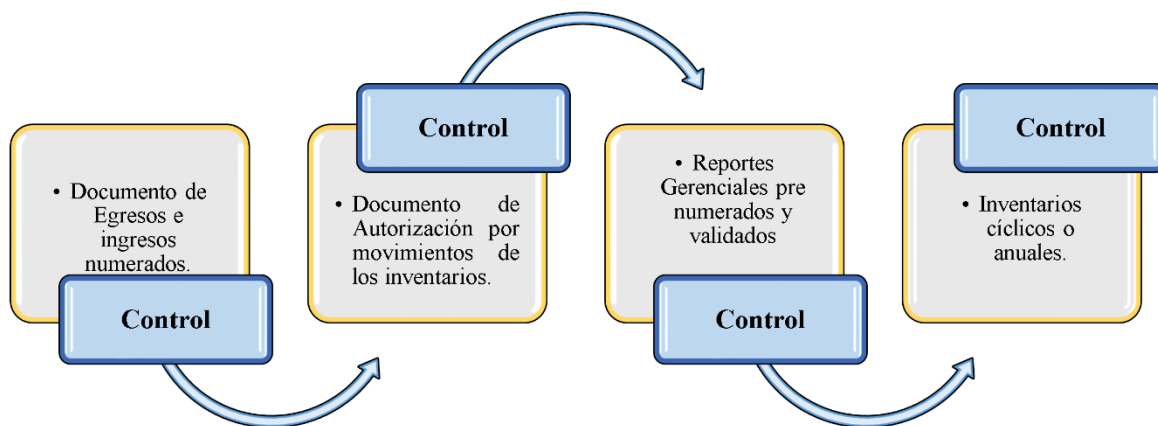 • Documento de
Egresos e
ingresos
numerados.
Control
Control
• Documento de
Autorización por
movimientos de
los inventarios.
• Reportes
Gerenciales pre
numerados y
validados
Control
Control
• Inventarios
cíclicos o
anuales.